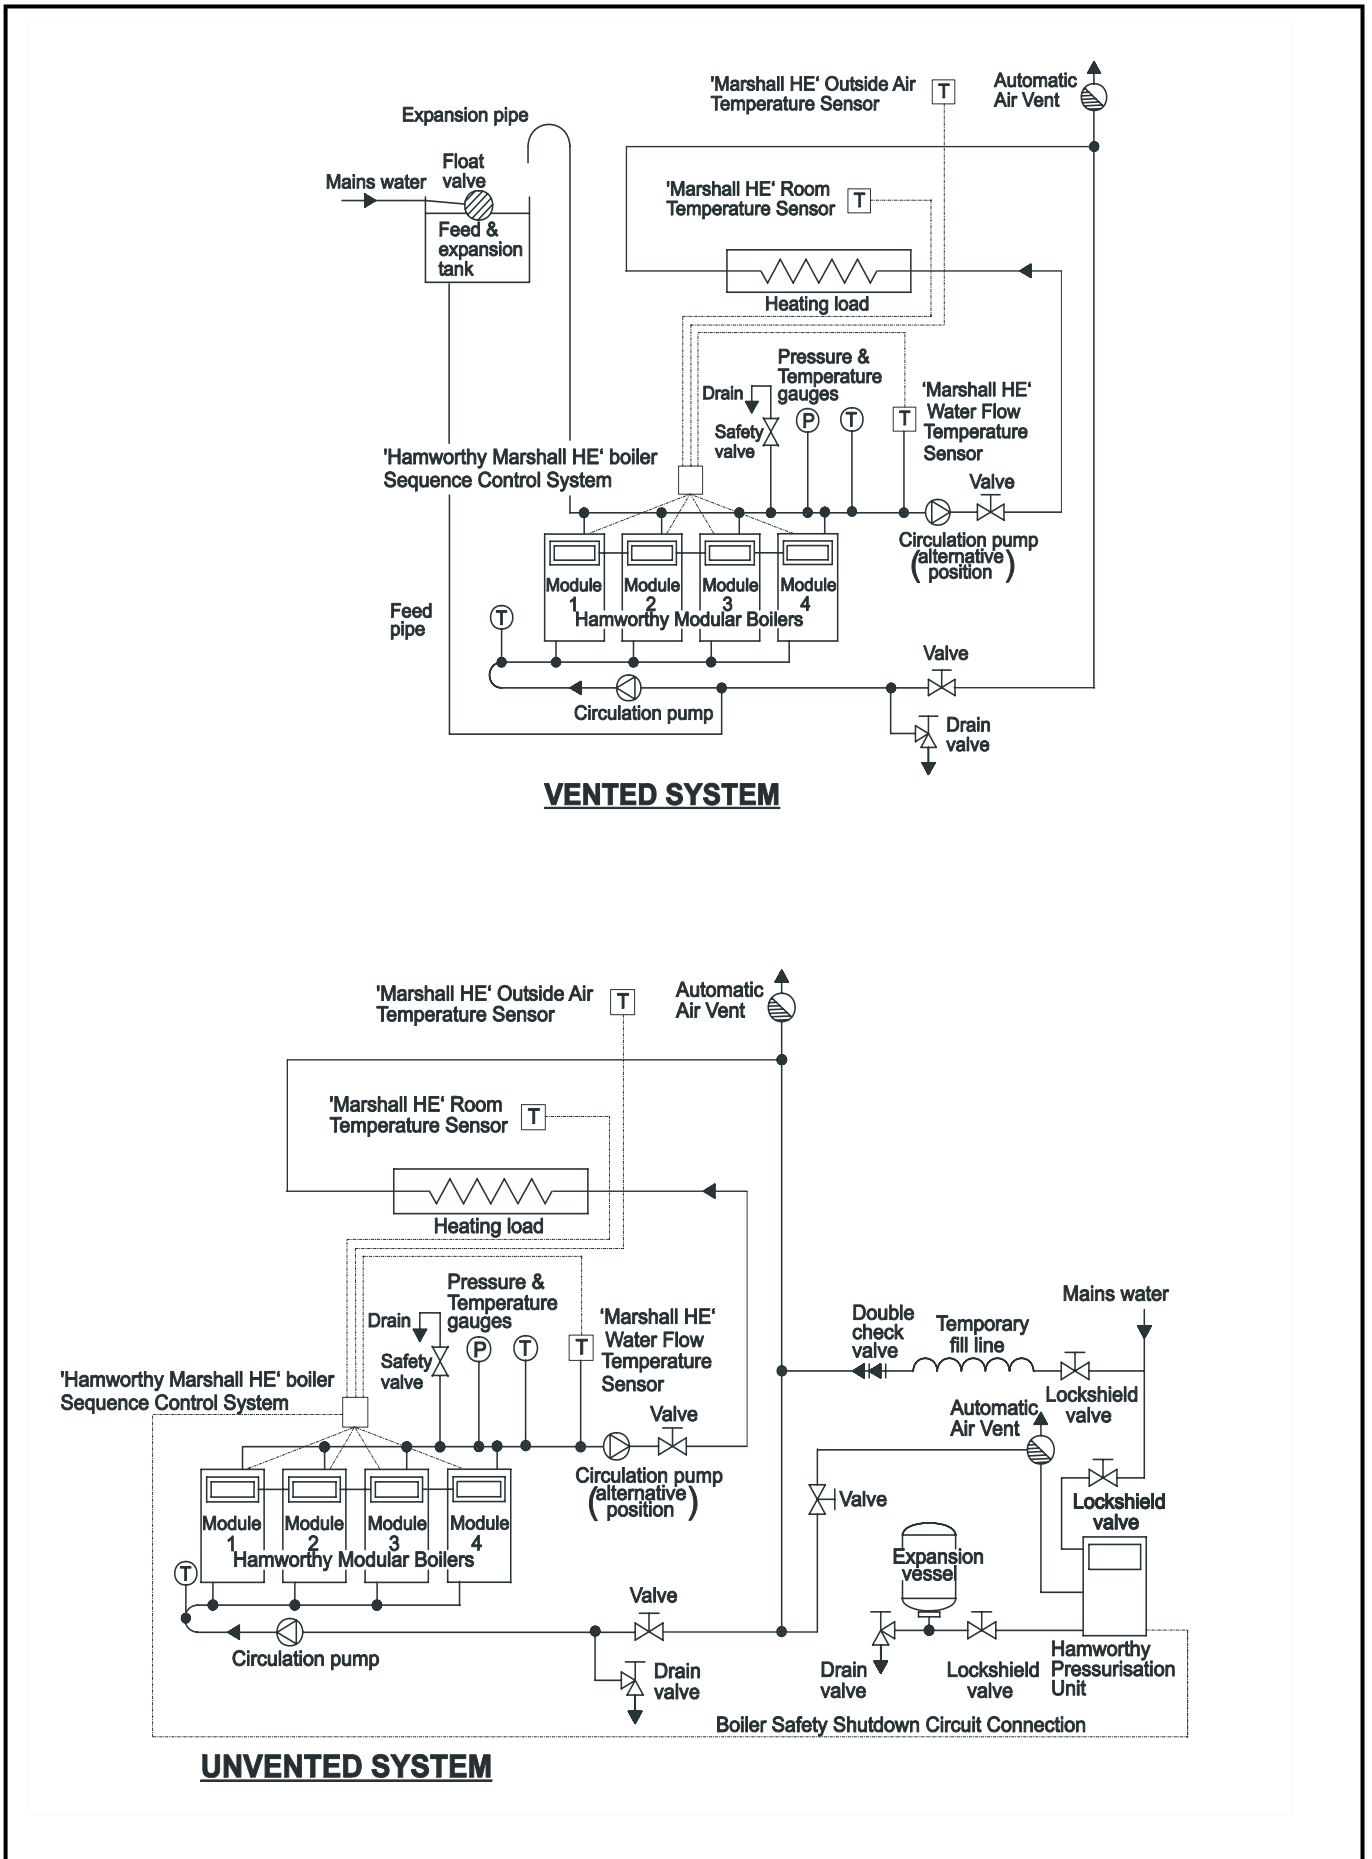 'Marshall HE' Outside Air
Temperature Sensor
T
Automatic
Air Vent
Expansion pipe
Float
valve
Mains water
Feed &
expansion
tank
'Marshall HE' Room
Temperature Sensor
T
Heating load
Pressure &
Temperature
gauges
Drain
Safety
valve
P
T
T
'Marshall HE'
Water Flow
Temperature
Sensor
'Hamworthy Marshall HE' boiler
Sequence Control System
Valve
Circulation pump
(alternative)
position
Module
1
Module
2
Module
3
Module
4
Hamworthy Modular Boilers
Feed
pipe
T
Valve
Circulation pump
Drain
valve
VENTED SYSTEM
'Marshall HE' Outside Air
Temperature Sensor
T
Automatic
Air Vent
'Marshall HE' Room
Temperature Sensor
T
Heating load
Pressure &
Temperature
gauges
Drain
Safety
valve
P
T
T
'Marshall HE'
Water Flow
Temperature
Sensor
'Hamworthy Marshall HE' boiler
Sequence Control System
Valve
Circulation pump
(alternative)
position
Mains water
Double
check
valve
Temporary
fill line
Lockshield
valve
Automatic
Air Vent
Valve
Lockshield
valve
Module
1
Module
2
Module
3
Module
4
Hamworthy Modular Boilers
T
Expansion
vessel
Valve
Circulation pump
Drain
valve
Drain
valve
Lockshield
valve
Hamworthy
Pressurisation
Unit
Boiler Safety Shutdown Circuit Connection
UNVENTED SYSTEM